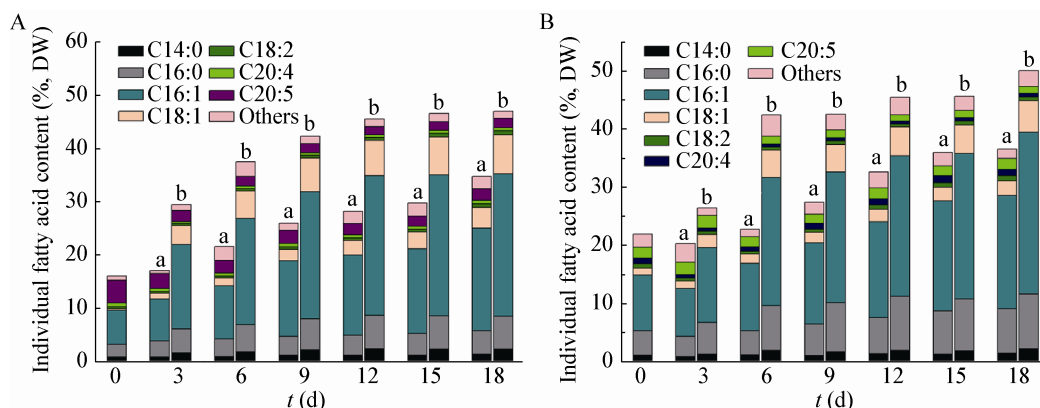 A
Individual fatty acid content (%, DW)
60
50
40
30
20
10
0
C14:0 C18:2
C16:0 C20:4
C16:1 C20:5
C18:1 Others
a b
a b
a b
a b
a b
a b
0 3 6 9 12 15 18
t (d)
B
Individual fatty acid content (%, DW)
50
40
30
20
10
0
C14:0 C20:5
C16:0 Others
C16:1
C18:1
C18:2
C20:4
a b
a b
a b
a b
a b
a b
0 3 6 9 12 15 18
t (d)